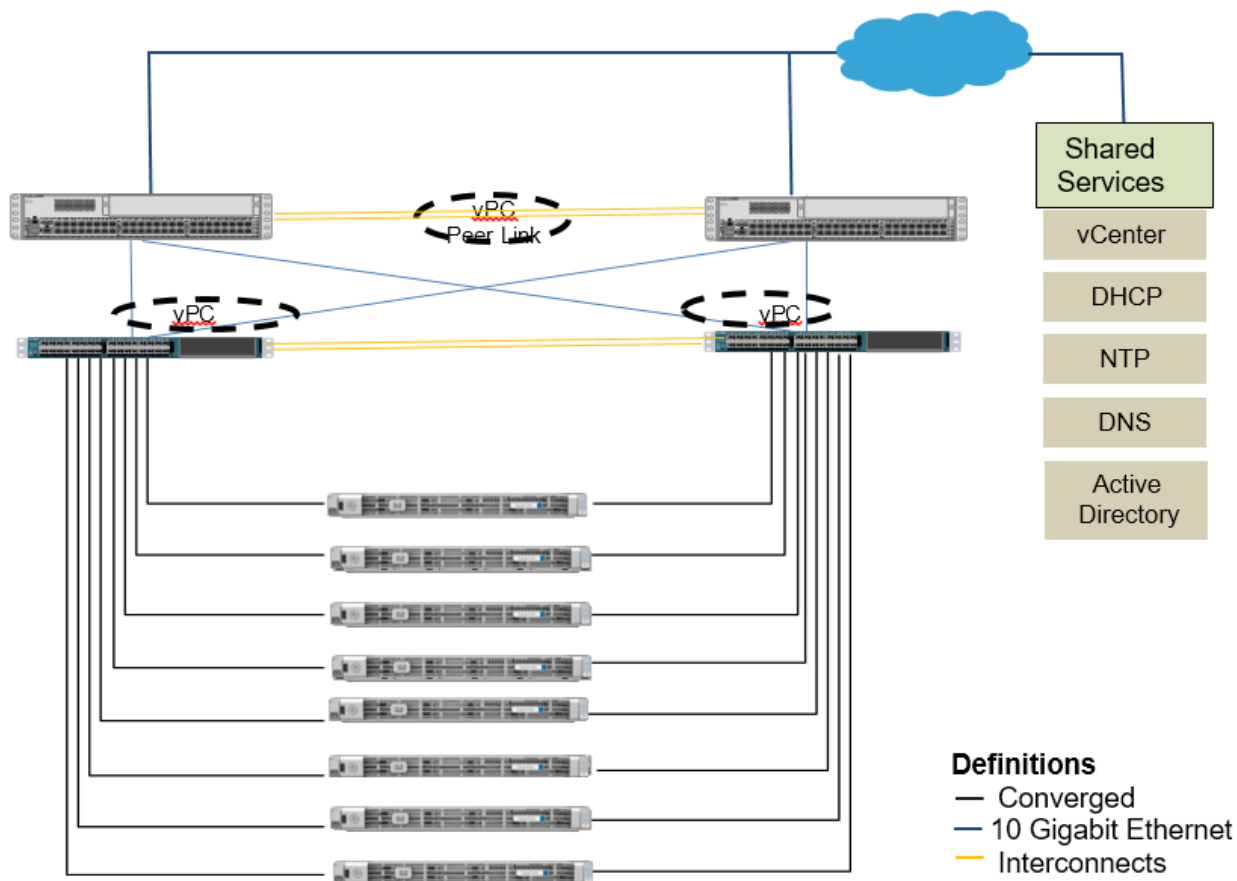 Shared
Services
vCenter
DHCP
NTP
DNS
Active
Directory
vPC
Peer Link
vPC
vPC
Definitions
Converged
10 Gigabit Ethernet
Interconnects